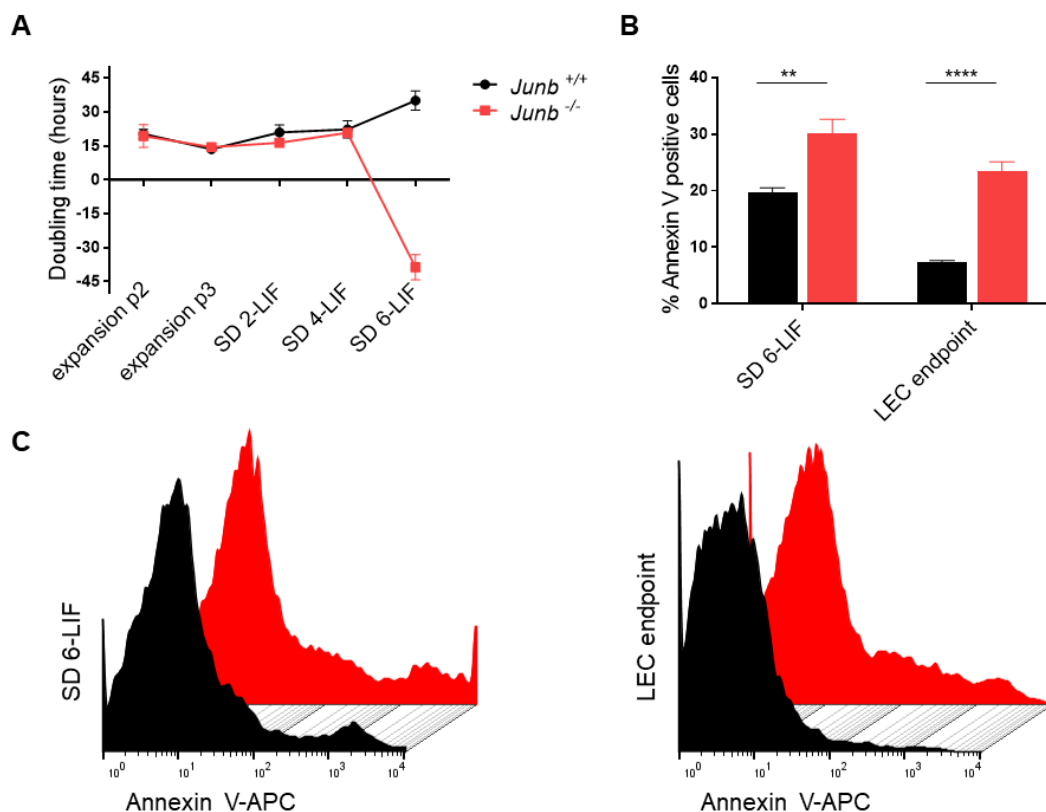 A
45
30
15
0
-15
-30
-45
Doubling time (hours)
expansion p2
expansion p3
SD 2-LIF
SD 4-LIF
SD 6-LIF
Junb +/+
Junb -/-
B
40
30
20
10
0
% Annexin V positive cells
**
****
SD 6-LIF
LEC endpoint
C
SD 6-LIF
10^0 10^1 10^2 10^3 10^4
Annexin V-APC
LEC endpoint
10^0 10^1 10^2 10^3 10^4
Annexin V-APC